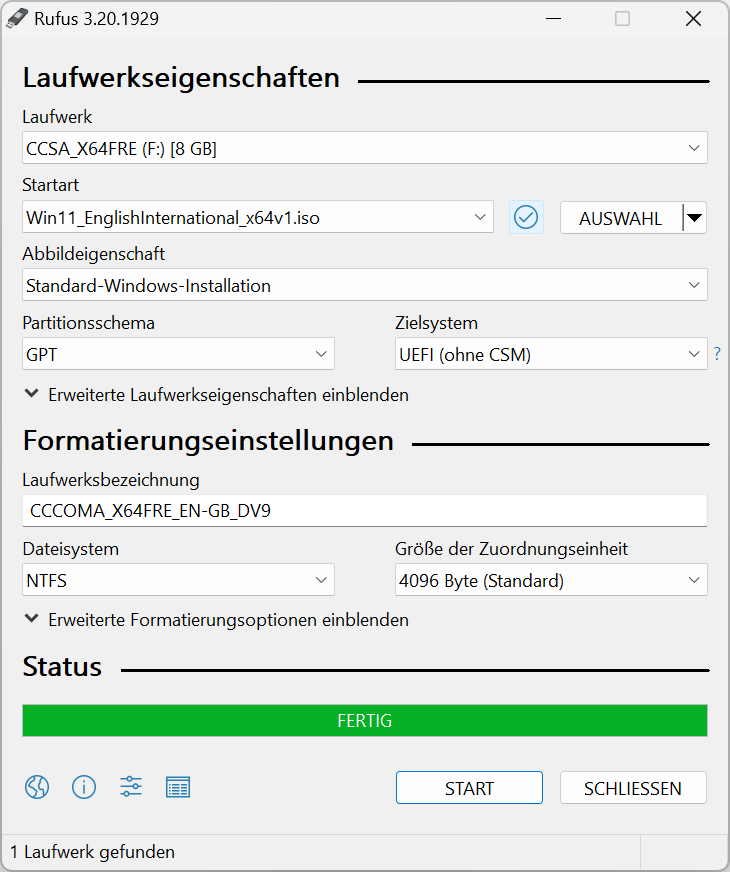 Rufus 3.20.1929
Laufwerkseigenschaften
Laufwerk
CCSA_X64FRE (F:) [8 GB]
Startart
Win11_EnglishInternational_x64v1.iso
AUSWAHL
Abbildeigenschaft
Standard-Windows-Installation
Partitionsschema Zielsystem
GPT UEFI (ohne CSM) ?
Erweiterte Laufwerkseigenschaften einblenden
Formatierungseinstellungen
Laufwerksbezeichnung
CCCOMA_X64FRE_EN-GB_DV9
Dateisystem Größe der Zuordnungseinheit
NTFS 4096 Byte (Standard)
Erweiterte Formatierungsoptionen einblenden
Status
FERTIG
START SCHLIESSEN
1 Laufwerk gefunden